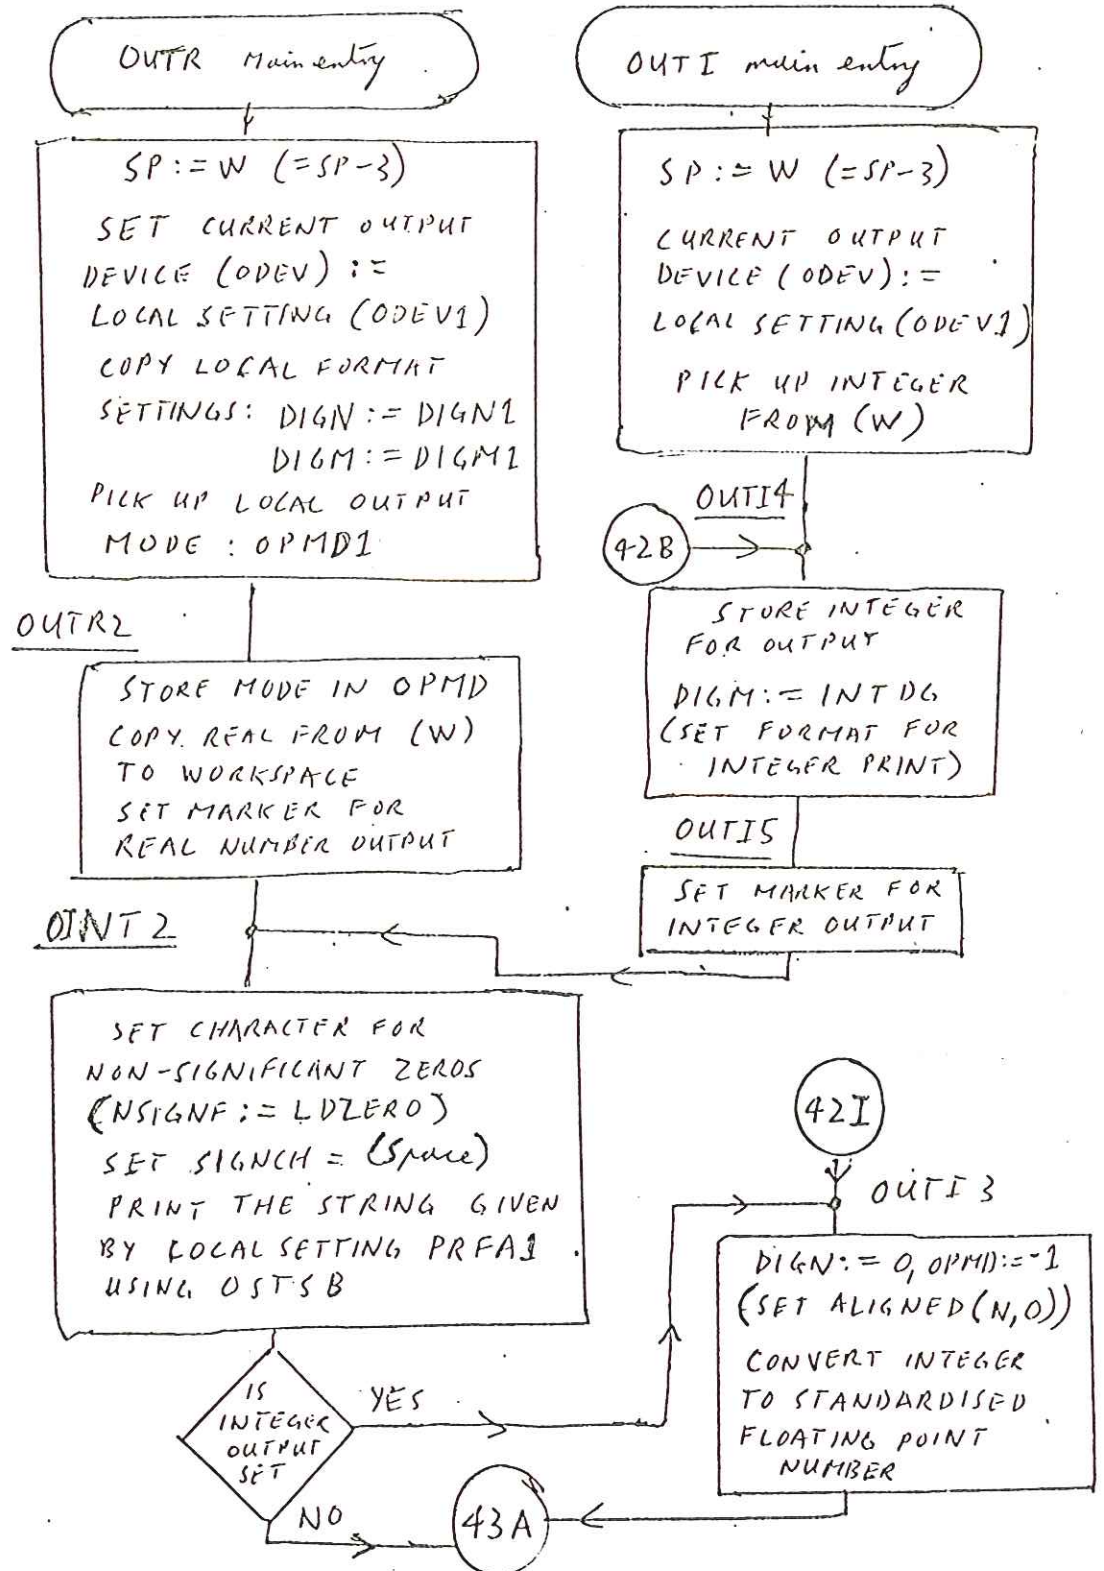 OUTR Main entry
SP:=W (=SP-3)
SET CURRENT OUTPUT
DEVICE (ODEV) :=
LOCAL SETTING (ODEV1)
COPY LOCAL FORMAT
SETTINGS: DIGN := DIGN1
DIGM := DIGM1
PICK UP LOCAL OUTPUT
MODE : OPMD1
OUTR2
STORE MODE IN OPMD
COPY REAL FROM (W)
TO WORKSPACE
SET MARKER FOR
REAL NUMBER OUTPUT
OINT 2
SET CHARACTER FOR
NON-SIGNIFICANT ZEROS
(NSIGNF := LDZERO)
SET SIGNCH = (Space)
PRINT THE STRING GIVEN
BY LOCAL SETTING PRFA1
USING OSTSB
IS
INTEGER
OUTPUT
SET
YES
NO
43A
OUTI main entry
SP:=W (=SP-3)
CURRENT OUTPUT
DEVICE (ODEV) :=
LOCAL SETTING (ODEV1)
PICK UP INTEGER
FROM (W)
OUTI4
42B
STORE INTEGER
FOR OUTPUT
DIGM := INTDG
(SET FORMAT FOR
INTEGER PRINT)
OUTI5
SET MARKER FOR
INTEGER OUTPUT
42I
OUTI 3
DIGN := 0, OPMD:=-1
(SET ALIGNED(N,0))
CONVERT INTEGER
TO STANDARDISED
FLOATING POINT
NUMBER